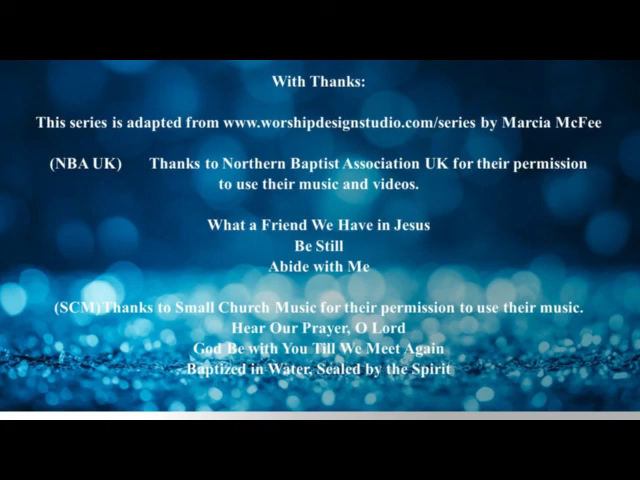 With Thanks:
This series is adapted from www.worshipdesignstudio.com/series by Marcia McFee
(NBA UK) Thanks to Northern Baptist Association UK for their permission
to use their music and videos.
What a Friend We Have in Jesus
Be Still
Abide with Me
(SCM)Thanks to Small Church Music for their permission to use their music.
Hear Our Prayer, O Lord
God Be with You Till We Meet Again
Baptized in Water, Sealed by the Spirit